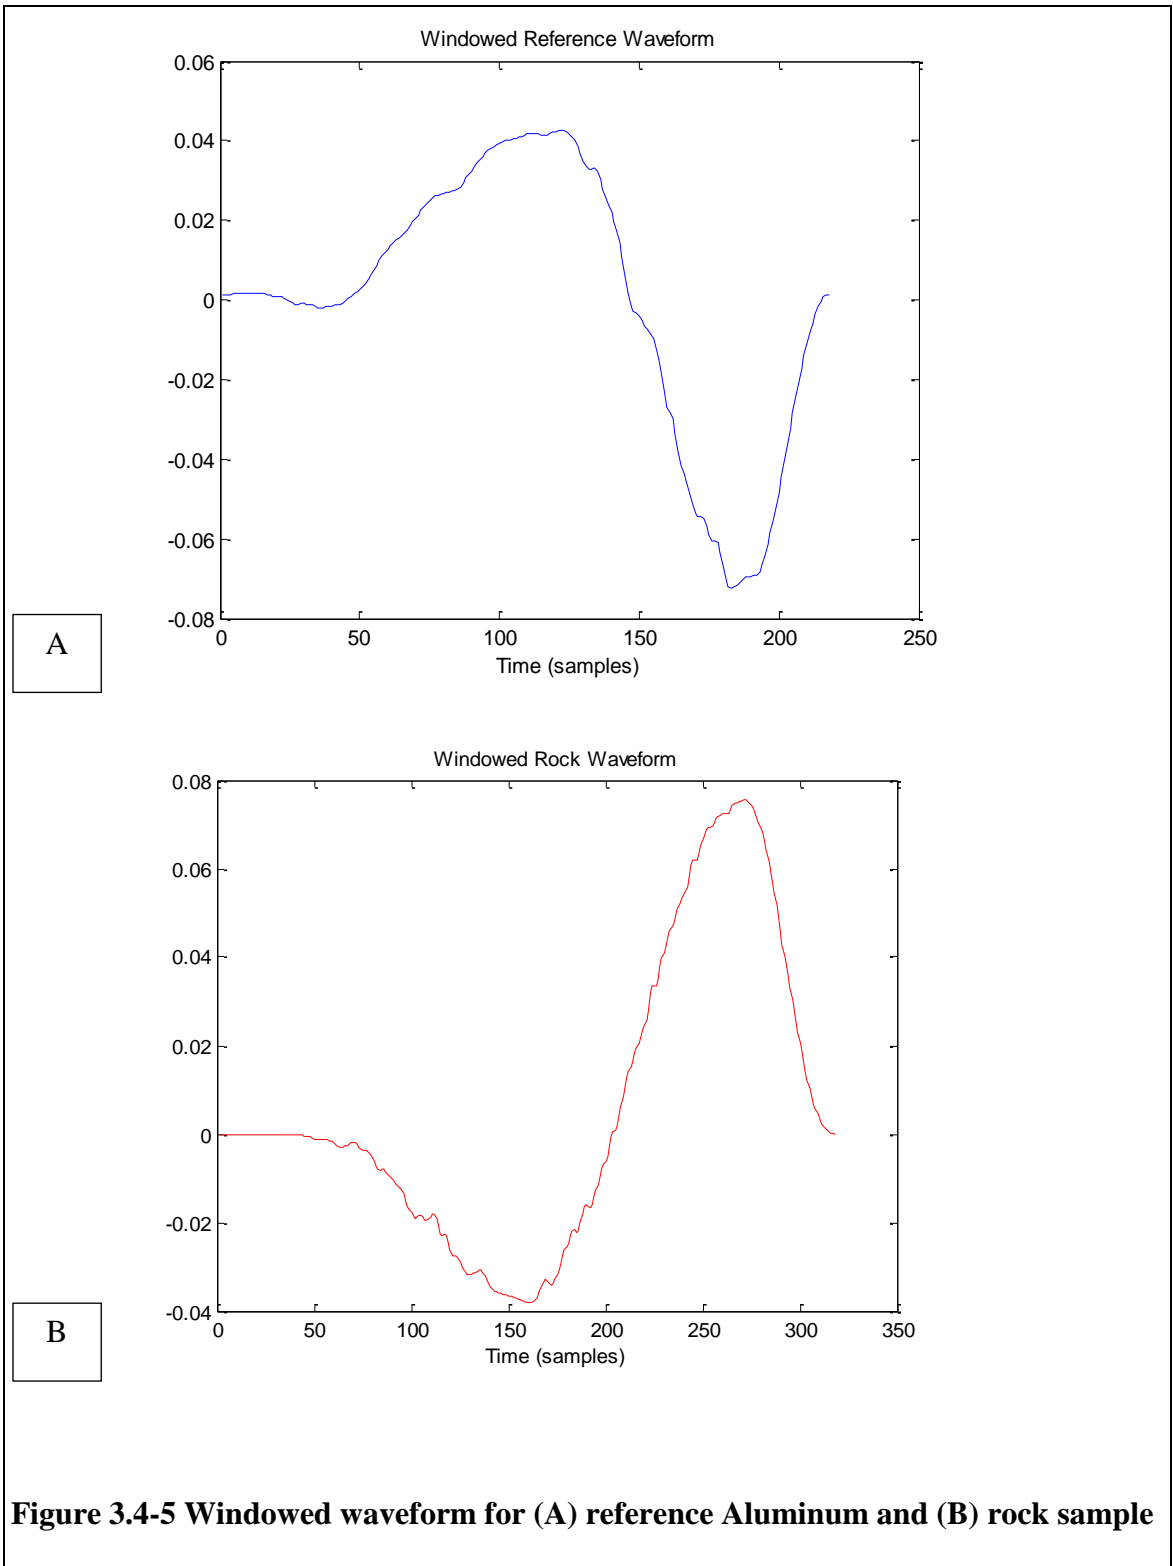 Windowed Reference Waveform
0.06
0.04
0.02
0
-0.02
-0.04
-0.06
-0.08
0 50 100 150 200 250
Time (samples)
A
Windowed Rock Waveform
0.08
0.06
0.04
0.02
0
-0.02
-0.04
0 50 100 150 200 250 300 350
Time (samples)
B
Figure 3.4-5 Windowed waveform for (A) reference Aluminum and (B) rock sample